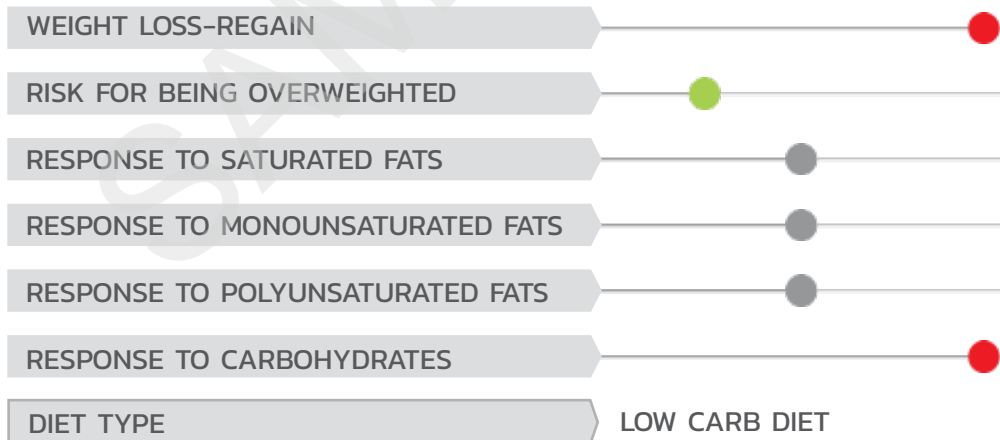 WEIGHT LOSS-REGAIN
RISK FOR BEING OVERWEIGHTED
RESPONSE TO SATURATED FATS
RESPONSE TO MONOUNSATURATED FATS
RESPONSE TO POLYUNSATURATED FATS
RESPONSE TO CARBOHYDRATES
DIET TYPE LOW CARB DIET